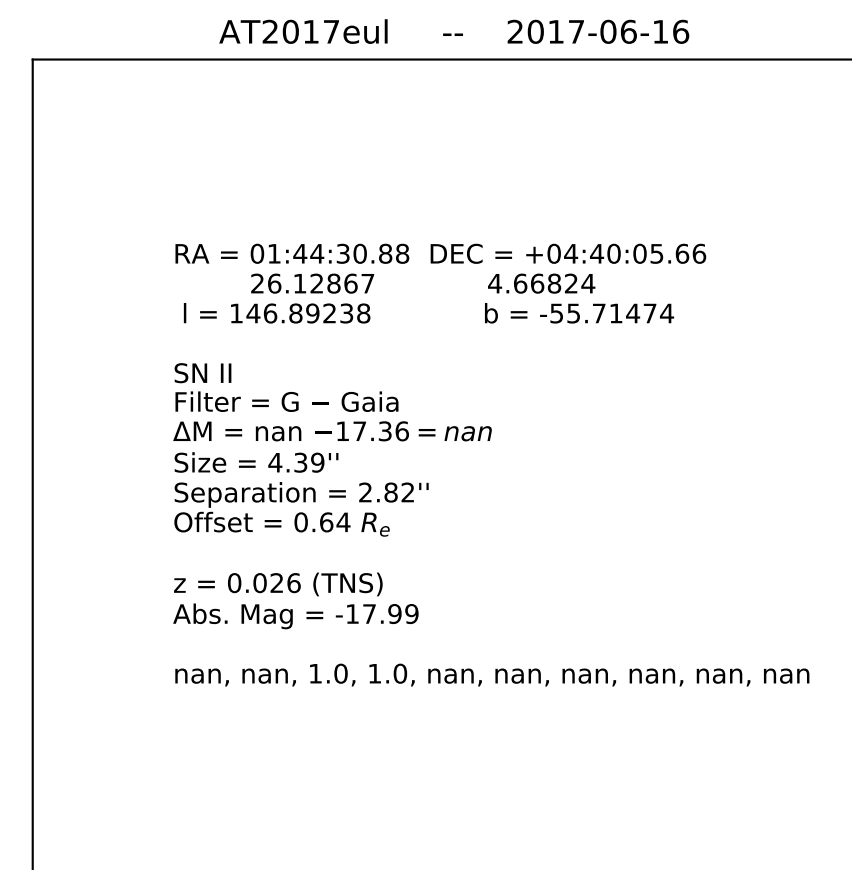 AT2017eul -- 2017-06-16
RA = 01:44:30.88 DEC = +04:40:05.66
26.12867 4.66824
l = 146.89238 b = -55.71474
SN II
Filter = G − Gaia
ΔM = nan −17.36 = nan
Size = 4.39''
Separation = 2.82''
Offset = 0.64 Re
z = 0.026 (TNS)
Abs. Mag = -17.99
nan, nan, 1.0, 1.0, nan, nan, nan, nan, nan, nan